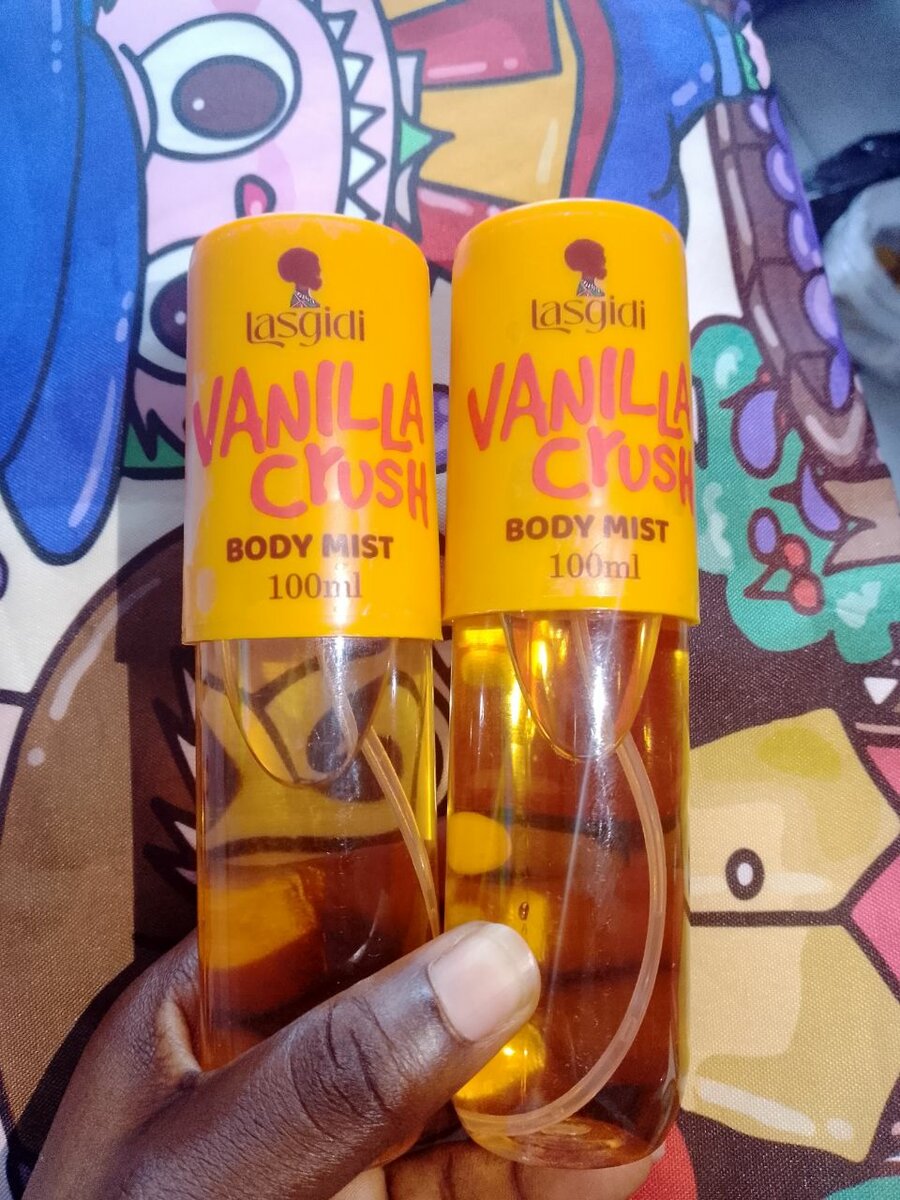 Lasgidi
VANILLA
CRUSH
BODY MIST
100ml
Lasgidi
VANILLA
CRUSH
BODY MIST
100ml